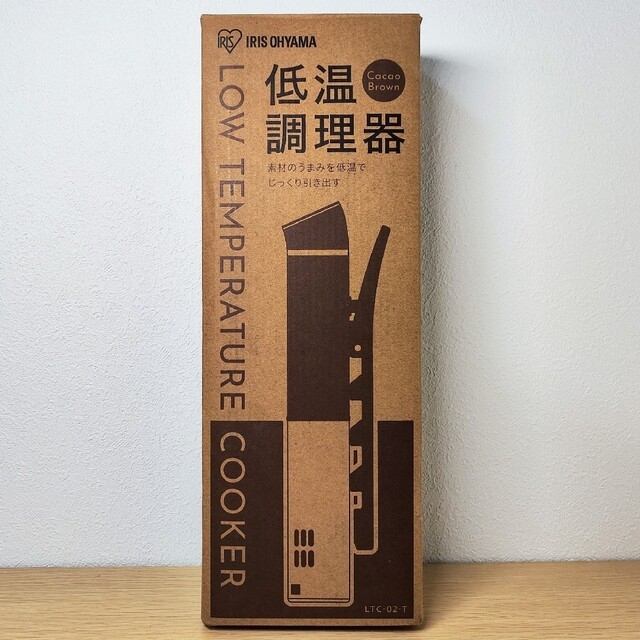 IRIS IRIS OHYAMA
低温
調理器
Cacao
Brown
素材のうまみを低温で
じっくり引き出す
LOW TEMPERATURE COOKER
LTC-02-T